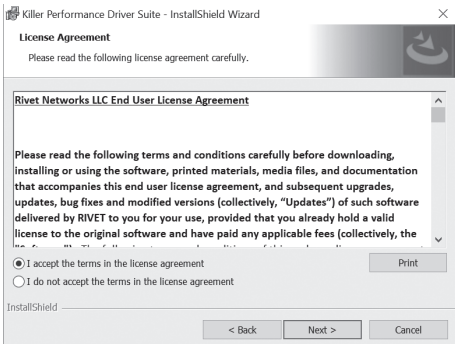 Killer Performance Driver Suite - InstallShield Wizard
License Agreement
Please read the following license agreement carefully.
Rivet Networks LLC End User License Agreement
Please read the following terms and conditions carefully before downloading,
installing or using the software, printed materials, media files, and documentation
that accompanies this end user license agreement, and subsequent upgrades,
updates, bug fixes and modified versions (collectively, “Updates”) of such software
delivered by RIVET to you for your use, provided that you already hold a valid
license to the original software and have paid any applicable fees (collectively, the
I accept the terms in the license agreement
Print
I do not accept the terms in the license agreement
InstallShield
< Back
Next >
Cancel